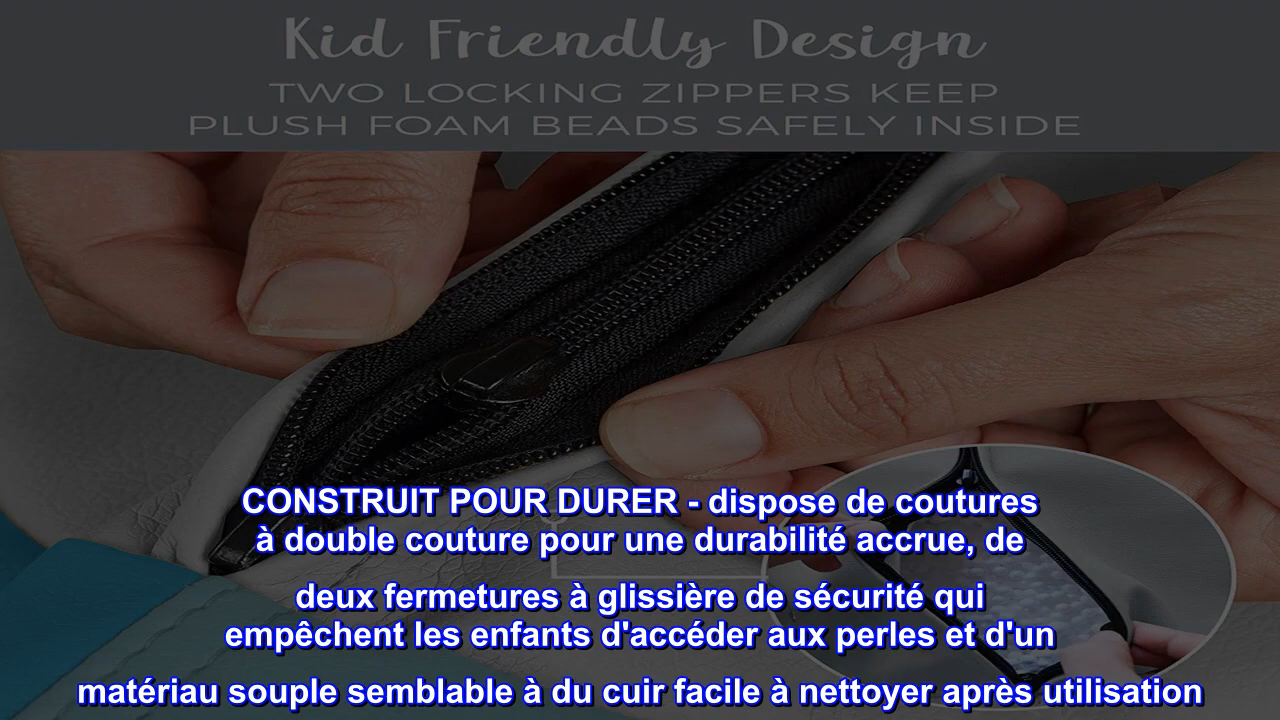 Kid Friendly Design
TWO LOCKING ZIPPERS KEEP
PLUSH FOAM BEADS SAFELY INSIDE
CONSTRUIT POUR DURER - dispose de coutures
à double couture pour une durabilité accrue, de
deux fermetures à glissière de sécurité qui
empêchent les enfants d'accéder aux perles et d'un
matériau souple semblable à du cuir facile à nettoyer après utilisation